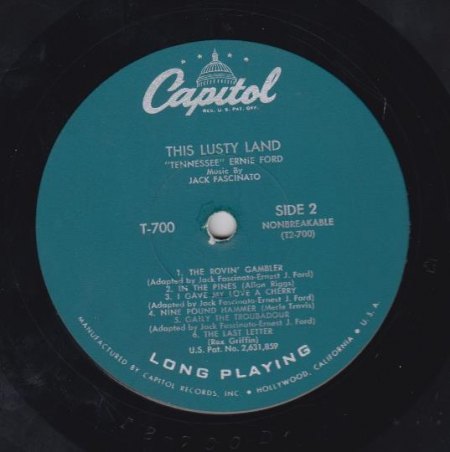 Capitol
REG. U.S. PAT. OFF.
THIS LUSTY LAND
"TENNESSEE" ERNIE FORD
Music By
JACK FASCINATO
T-700
SIDE 2
NONBREAKABLE
(T2-700)
1. THE ROVIN' GAMBLER
(Adapted by Jack Fascinato-Ernest J. Ford)
2. IN THE PINES (Allan Riggs)
3. I GAVE MY LOVE A CHERRY
(Adapted by Jack Fascinato-Ernest J. Ford)
4. NINE POUND HAMMER (Merle Travis)
5. GAILY THE TROUBADOUR
(Adapted by Jack Fascinato-Ernest J. Ford)
6. THE LAST LETTER
(Rex Griffin)
U.S. Pat. No. 2,631,859
LONG PLAYING
MANUFACTURED BY CAPITOL RECORDS, INC. • HOLLYWOOD, CALIFORNIA • U.S.A.